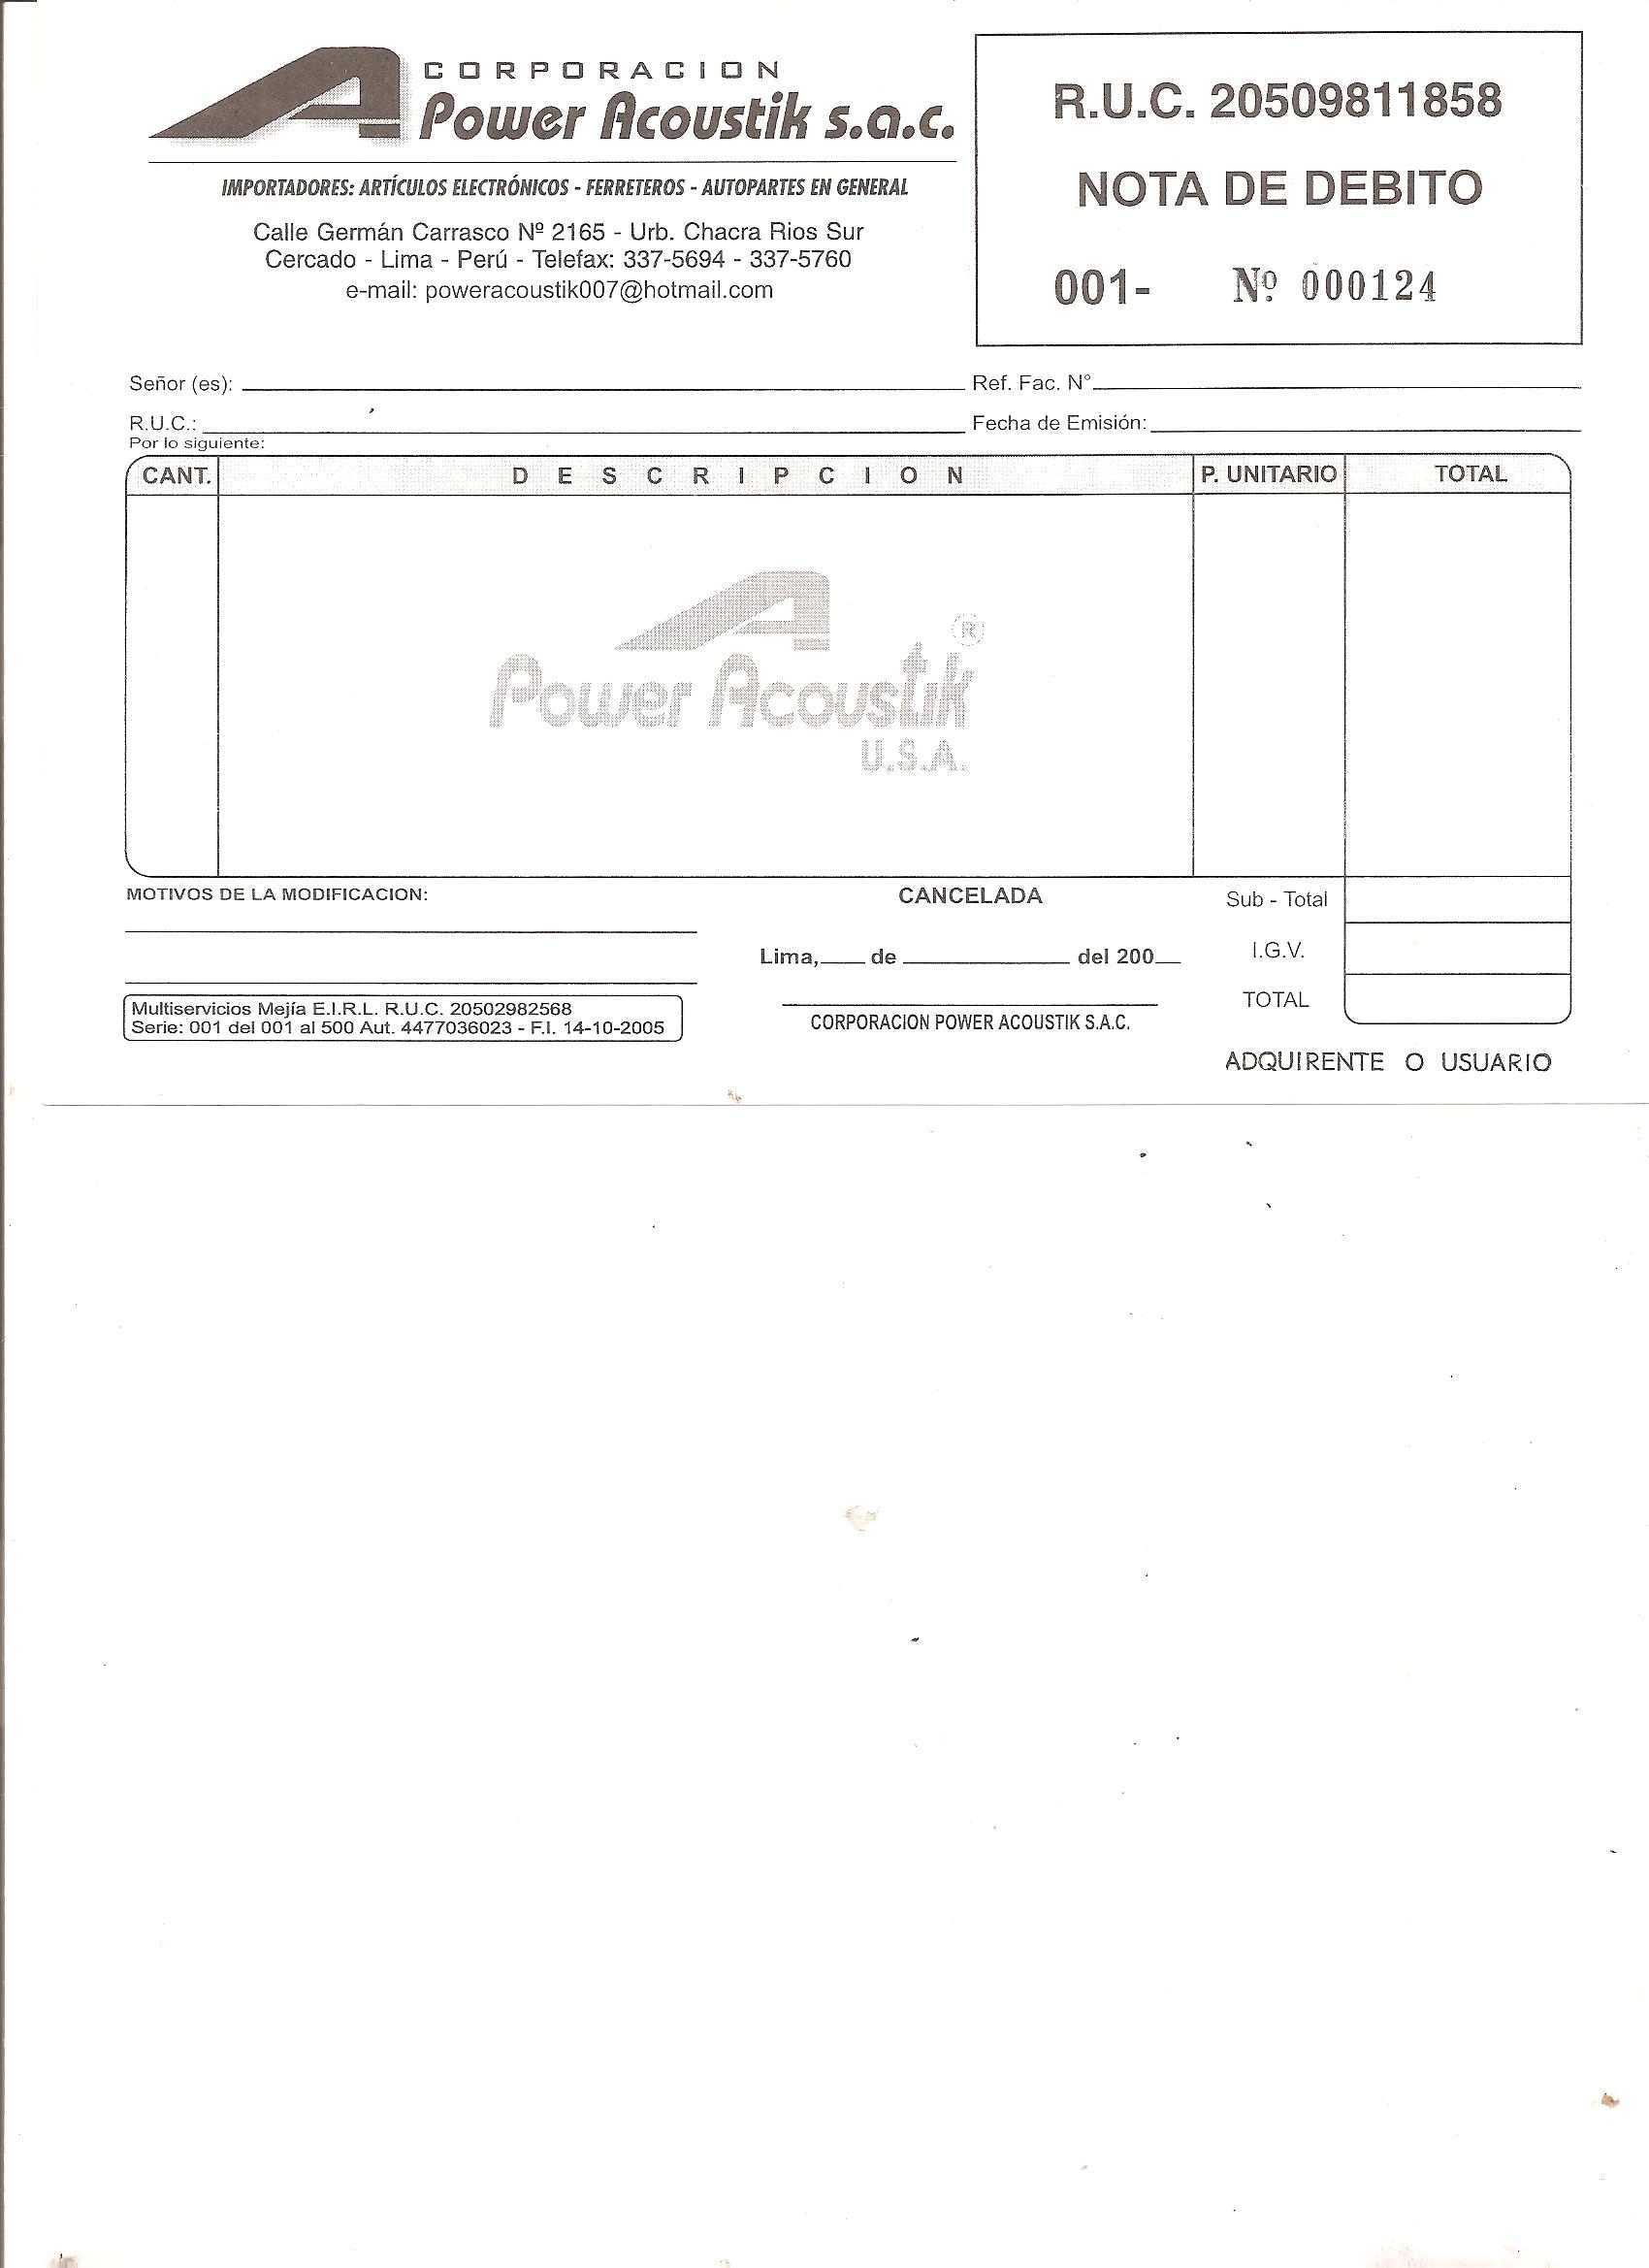 CORPORACION
Power Acoustik s.a.c.
IMPORTADORES: ARTÍCULOS ELECTRÓNICOS - FERRETEROS - AUTOPARTES EN GENERAL
Calle Germán Carrasco Nº 2165 - Urb. Chacra Rios Sur
Cercado - Lima - Perú - Telefax: 337-5694 - 337-5760
e-mail: poweracoustik007@hotmail.com
R.U.C. 20509811858
NOTA DE DEBITO
001- Nº 000124
Señor (es): Ref. Fac. N°
R.U.C.: Fecha de Emisión:
Por lo siguiente:
CANT. DESCRIPCION P. UNITARIO TOTAL
Power Acoustik ®
U.S.A.
MOTIVOS DE LA MODIFICACION: CANCELADA Sub - Total
Lima, de del 200 I.G.V.
TOTAL
Multiservicios Mejía E.I.R.L. R.U.C. 20502982568
Serie: 001 del 001 al 500 Aut. 4477036023 - F.I. 14-10-2005
CORPORACION POWER ACOUSTIK S.A.C.
ADQUIRENTE O USUARIO